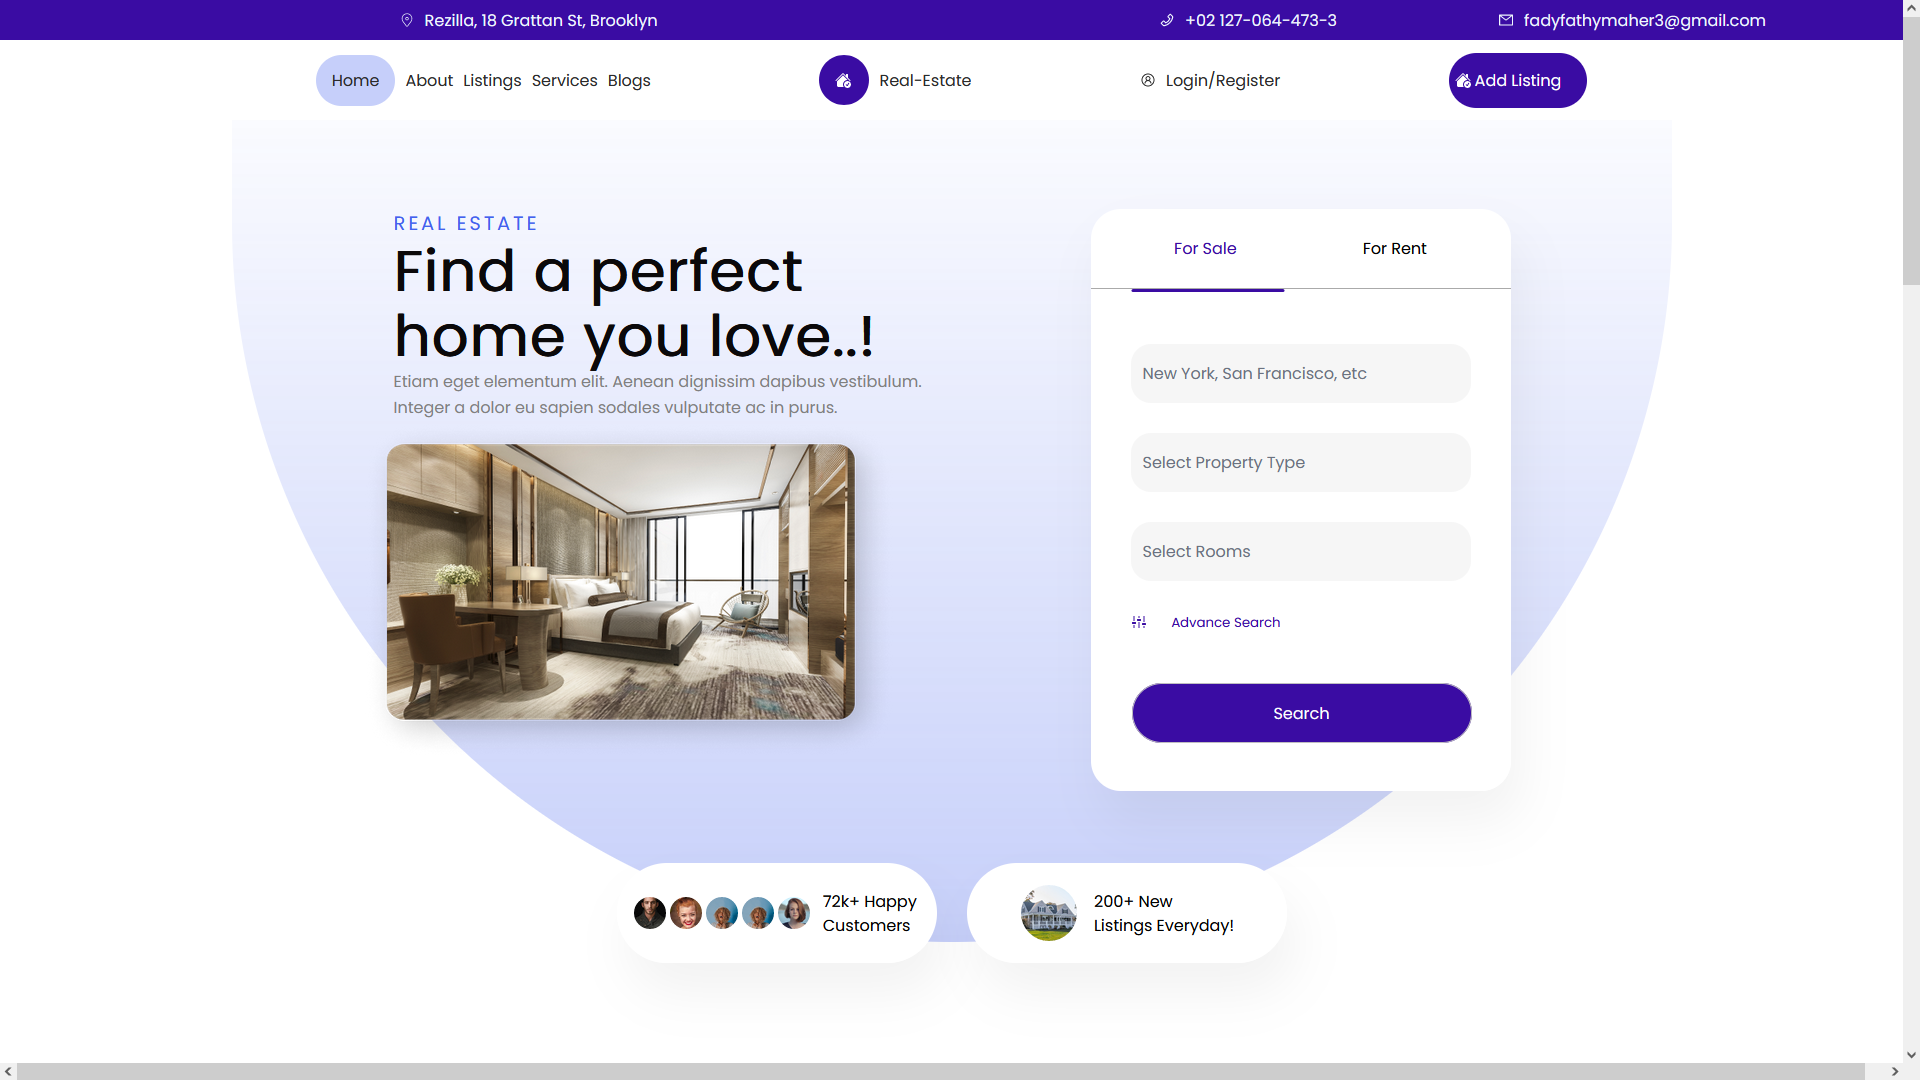 Rezilla, 18 Grattan St, Brooklyn
+02 127-064-473-3
fadyfathymaher3@gmail.com
Home
About
Listings
Services
Blogs
Real-Estate
Login/Register
Add Listing
REAL ESTATE
Find a perfect
home you love..!
Etiam eget elementum elit. Aenean dignissim dapibus vestibulum.
Integer a dolor eu sapien sodales vulputate ac in purus.
For Sale
For Rent
New York, San Francisco, etc
Select Property Type
Select Rooms
Advance Search
Search
72k+ Happy
Customers
200+ New
Listings Everyday!